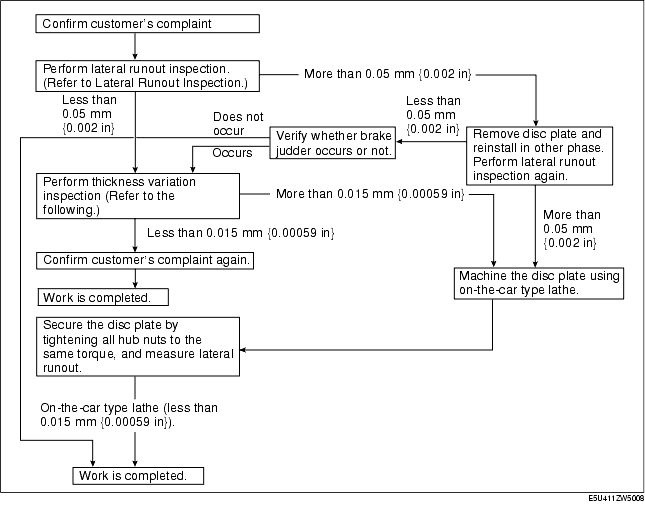 Confirm customer's complaint
Perform lateral runout inspection.
(Refer to Lateral Runout Inspection.)
More than 0.05 mm {0.002 in}
Less than
0.05 mm
{0.002 in}
Does not
occur
Occurs
Verify whether brake
judder occurs or not.
Less than
0.05 mm
{0.002 in}
Remove disc plate and
reinstall in other phase.
Perform lateral runout
inspection again.
Perform thickness variation
inspection (Refer to the
following.)
More than 0.015 mm {0.00059 in}
More than
0.05 mm
{0.002 in}
Less than 0.015 mm {0.00059 in}
Confirm customer's complaint again.
Machine the disc plate using
on-the-car type lathe.
Work is completed.
Secure the disc plate by
tightening all hub nuts to the
same torque, and measure lateral
runout.
On-the-car type lathe (less than
0.015 mm {0.00059 in}).
Work is completed.
E5U411ZW5008